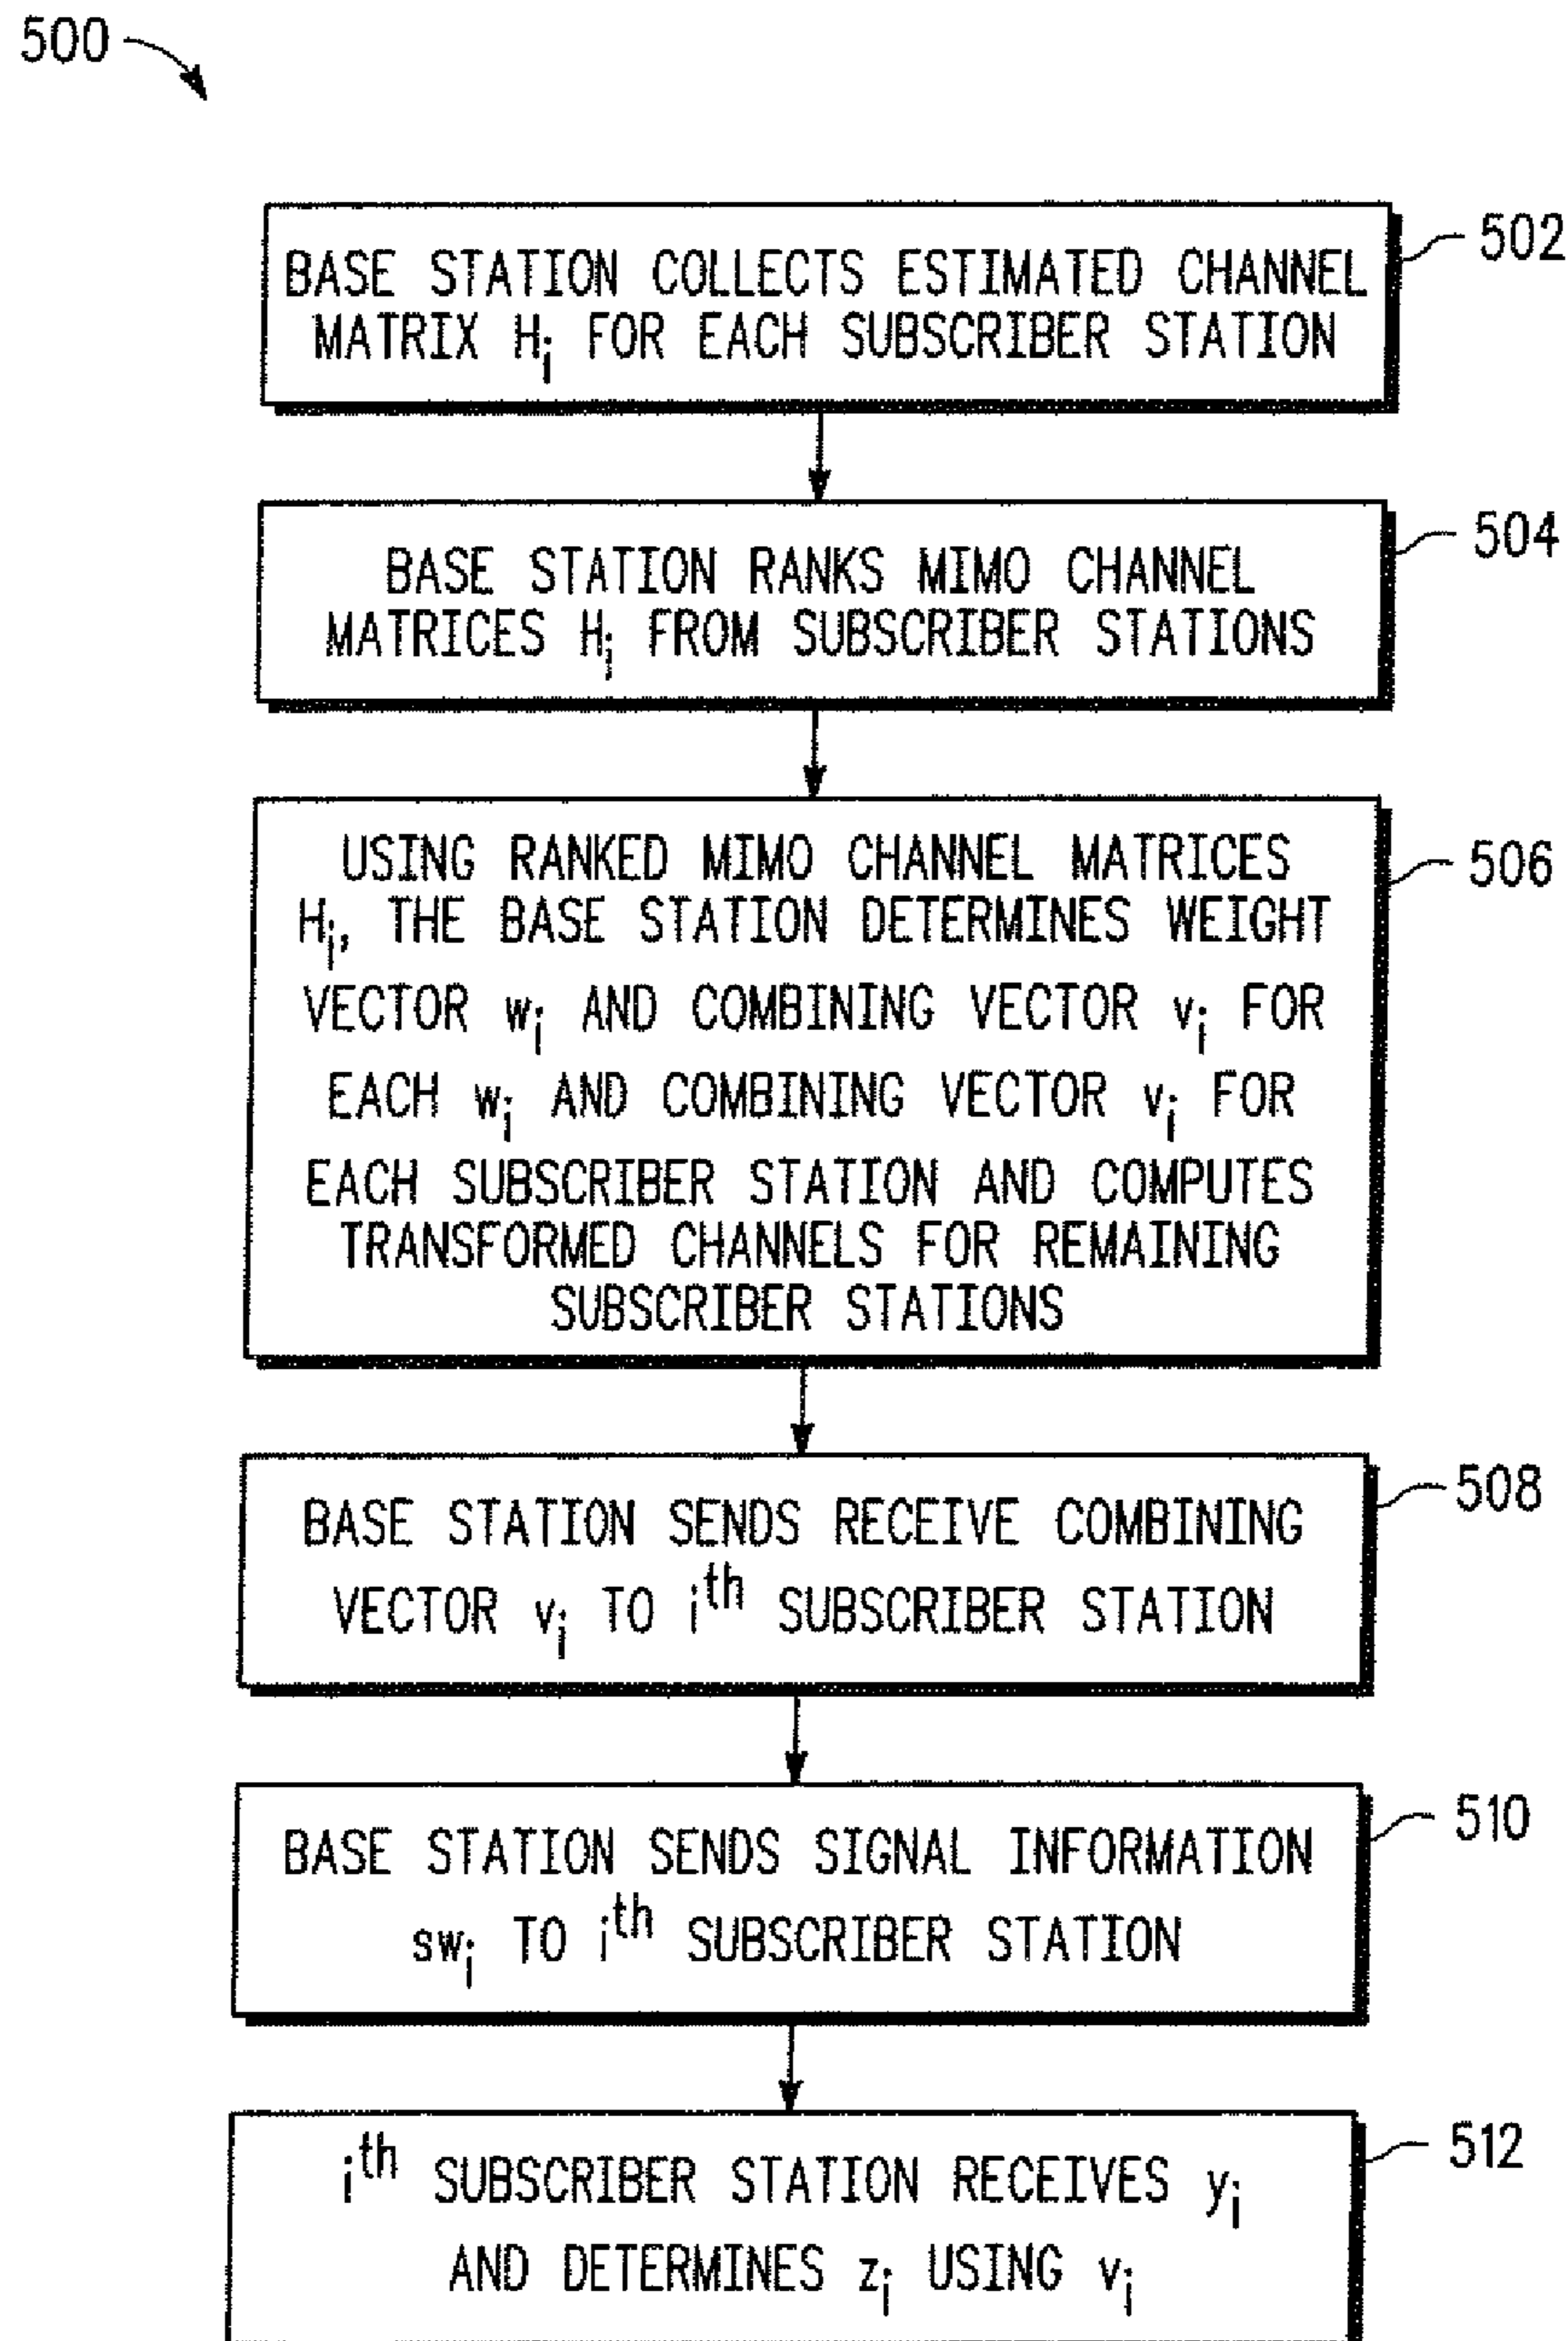 500
502
BASE STATION COLLECTS ESTIMATED CHANNEL
MATRIX Hi FOR EACH SUBSCRIBER STATION
504
BASE STATION RANKS MIMO CHANNEL
MATRICES Hi FROM SUBSCRIBER STATIONS
506
USING RANKED MIMO CHANNEL MATRICES
Hi, THE BASE STATION DETERMINES WEIGHT
VECTOR wi AND COMBINING VECTOR vi FOR
EACH wi AND COMBINING VECTOR vi FOR
EACH SUBSCRIBER STATION AND COMPUTES
TRANSFORMED CHANNELS FOR REMAINING
SUBSCRIBER STATIONS
508
BASE STATION SENDS RECEIVE COMBINING
VECTOR vi TO ith SUBSCRIBER STATION
510
BASE STATION SENDS SIGNAL INFORMATION
swi TO ith SUBSCRIBER STATION
512
ith SUBSCRIBER STATION RECEIVES yi
AND DETERMINES zi USING vi